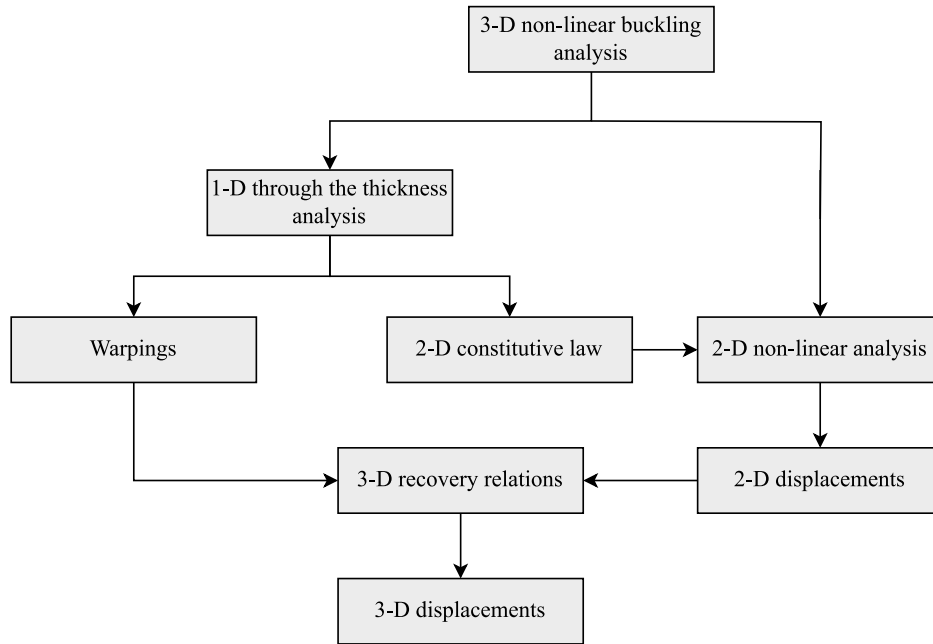 3-D non-linear buckling
analysis
1-D through the thickness
analysis
Warpings
2-D constitutive law
2-D non-linear analysis
3-D recovery relations
2-D displacements
3-D displacements